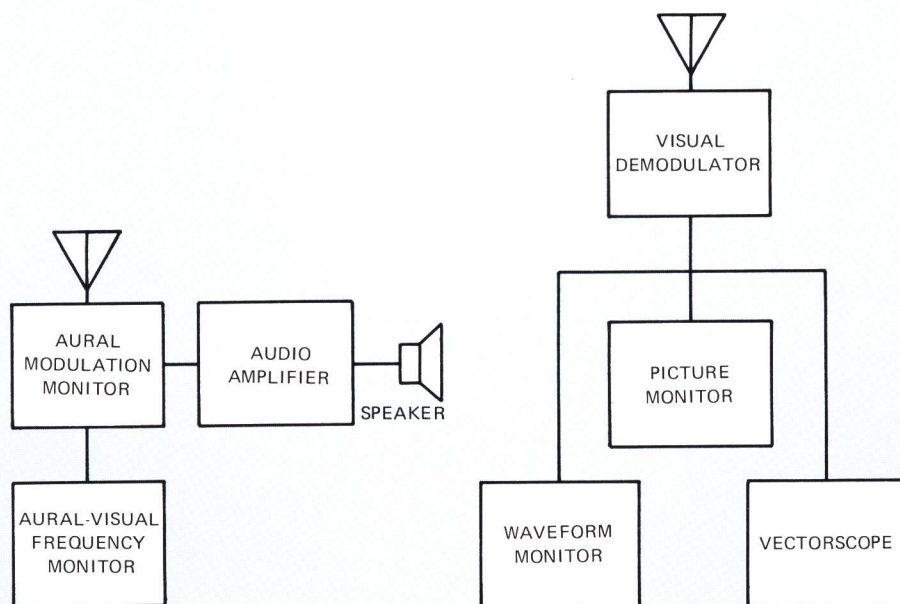 VISUAL
DEMODULATOR
AURAL
MODULATION
MONITOR
AUDIO
AMPLIFIER
SPEAKER
PICTURE
MONITOR
AURAL-VISUAL
FREQUENCY
MONITOR
WAVEFORM
MONITOR
VECTORSCOPE